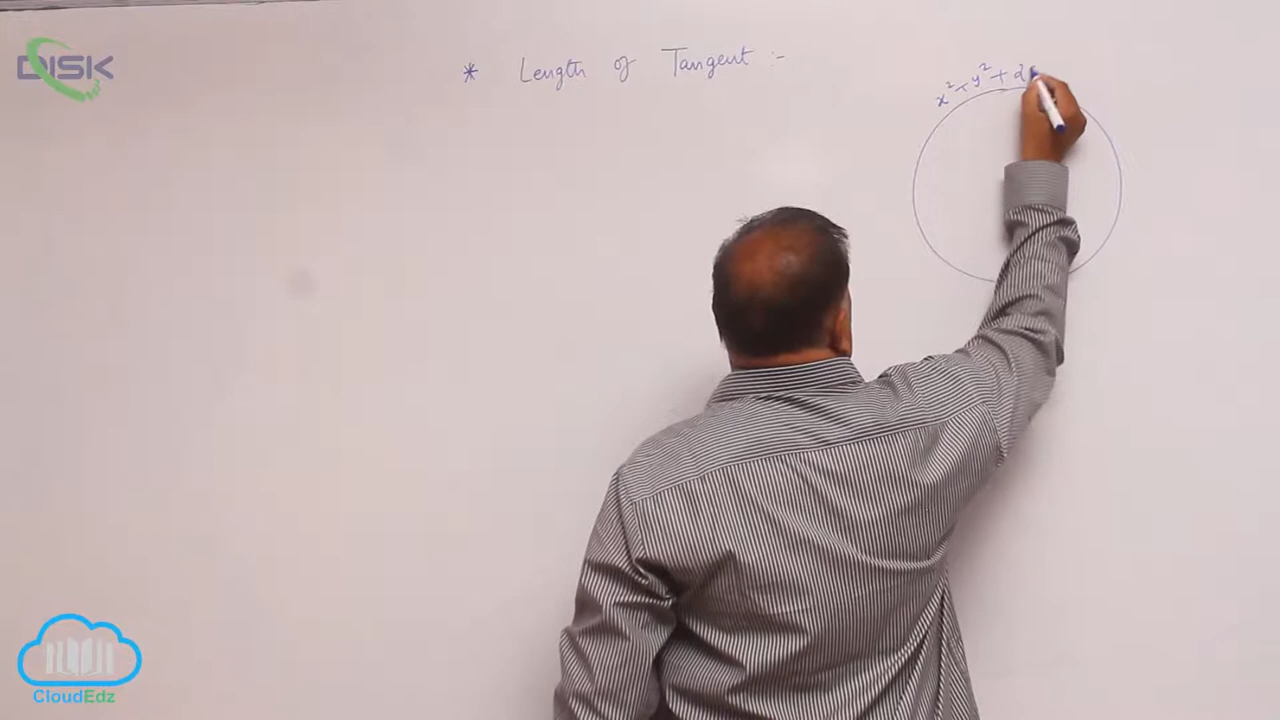 DISK
* Length of Tangent :-
x² + y² + 2
CloudEdz